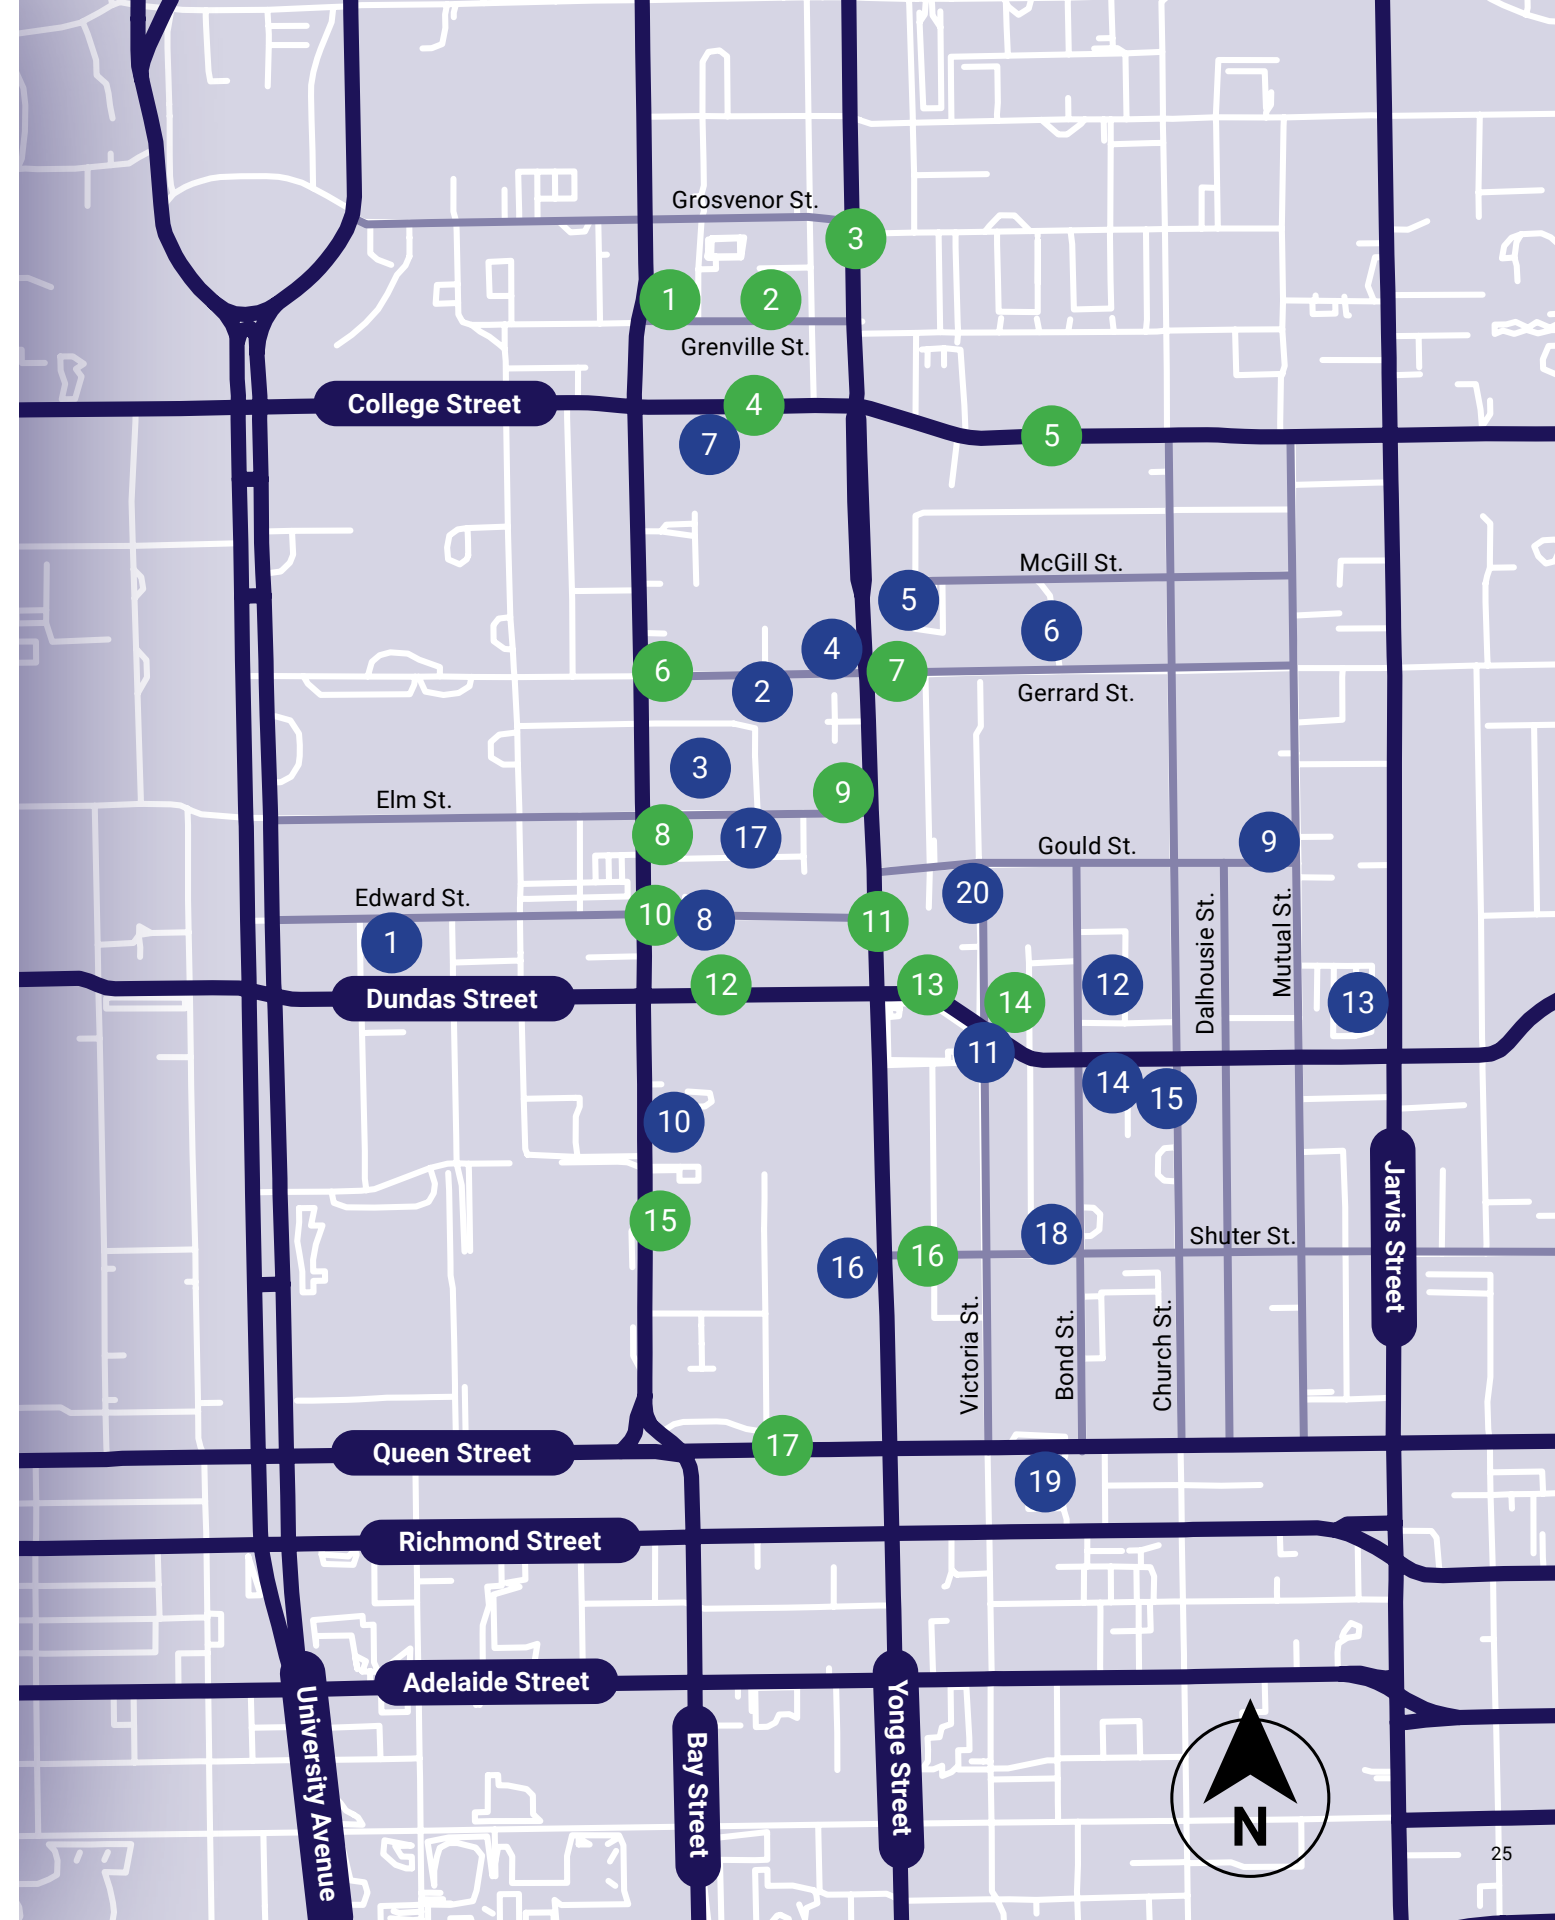 Grosvenor St.
3
1
2
Grenville St.
College Street
4
7
5
McGill St.
5
6
4
6
7
2
Gerrard St.
3
9
Elm St.
8
17
Gould St.
9
20
Edward St.
10
8
11
1
Dalhousie St.
Mutual St.
12
13
14
12
13
Dundas Street
11
14
15
10
15
18
Shuter St.
16
16
Jarvis Street
Victoria St.
Bond St.
Church St.
17
Queen Street
19
Richmond Street
Adelaide Street
University Avenue
Bay Street
Yonge Street
N
25